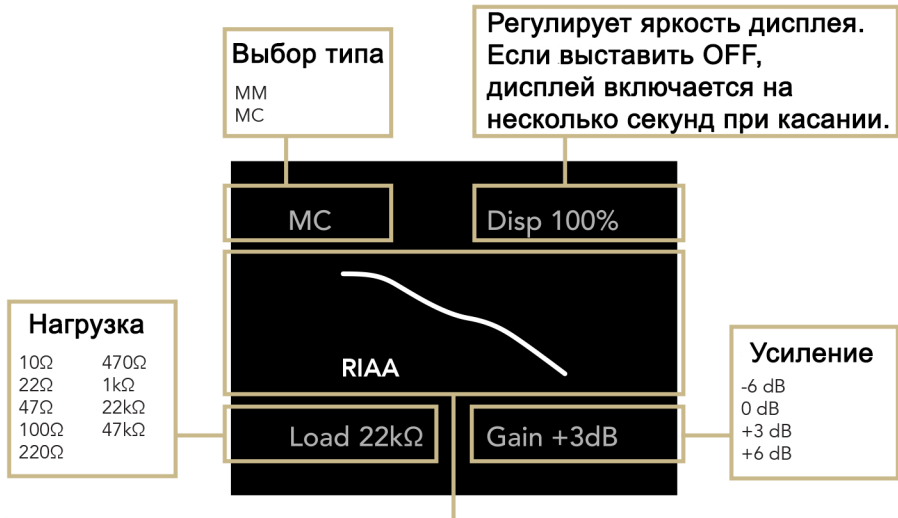 Выбор типа
MM
MC
Регулирует яркость дисплея.
Если выставить OFF,
дисплей включается на
несколько секунд при касании.
MC
Disp 100%
RIAA
Load 22kΩ
Gain +3dB
Нагрузка
10Ω 470Ω
22Ω 1kΩ
47Ω 22kΩ
100Ω 47kΩ
220Ω
Усиление
-6 dB
0 dB
+3 dB
+6 dB